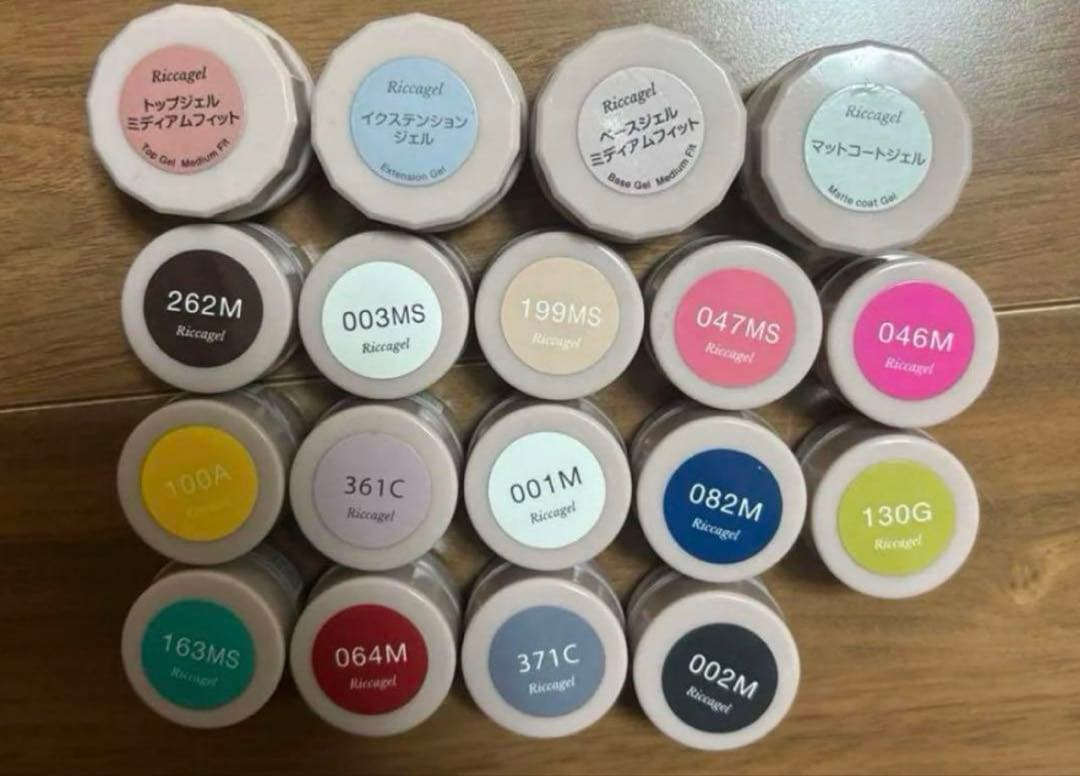 Riccagel
トップジェル
ミディアムフィット
Top Gel Medium Fit
Riccagel
イクステンション
ジェル
Extension Gel
Riccagel
ベースジェル
ミディアムフィット
Base Gel Medium Fit
Riccagel
マットコートジェル
Matte coat Gel
262M
Riccagel
003MS
Riccagel
199MS
Riccagel
047MS
Riccagel
046M
Riccagel
100A
361C
Riccagel
001M
Riccagel
082M
Riccagel
130G
Riccagel
163MS
Riccagel
064M
Riccagel
371C
Riccagel
002M
Riccagel